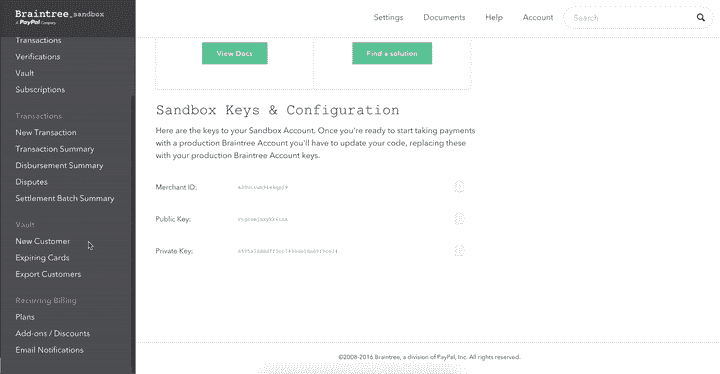 Braintree_sandbox
A PayPal Company
Settings
Documents
Help
Account
Search
Transactions
Verifications
Vault
Subscriptions
Transactions
New Transaction
Transaction Summary
Disbursement Summary
Disputes
Settlement Batch Summary
Vault
New Customer
Expiring Cards
Export Customers
Recurring Billing
Plans
Add-ons / Discounts
Email Notifications
View Docs
Find a solution
Sandbox Keys & Configuration
Here are the keys to your Sandbox Account. Once you're ready to start taking payments
with a production Braintree Account you'll have to update your code, replacing these
with your production Braintree Account keys.
Merchant ID:
Public Key:
Private Key:
©2008-2016 Braintree, a division of PayPal, Inc. All rights reserved.